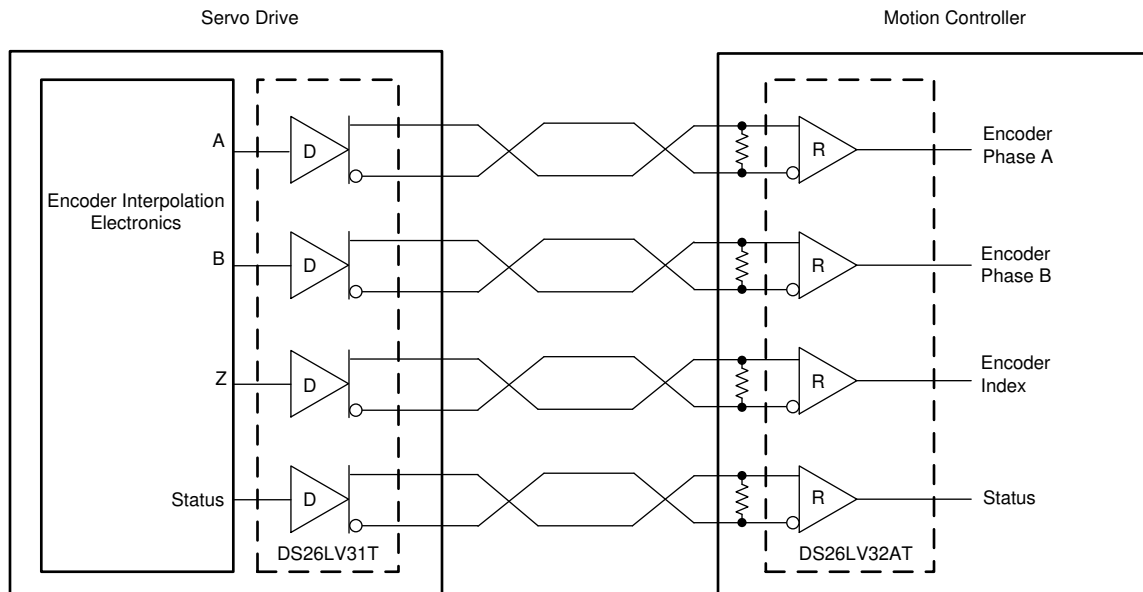 Servo Drive
Motion Controller
A
D
R
Encoder
Phase A
Encoder Interpolation
Electronics
B
D
R
Encoder
Phase B
Z
D
R
Encoder
Index
Status
D
R
Status
DS26LV31T
DS26LV32AT